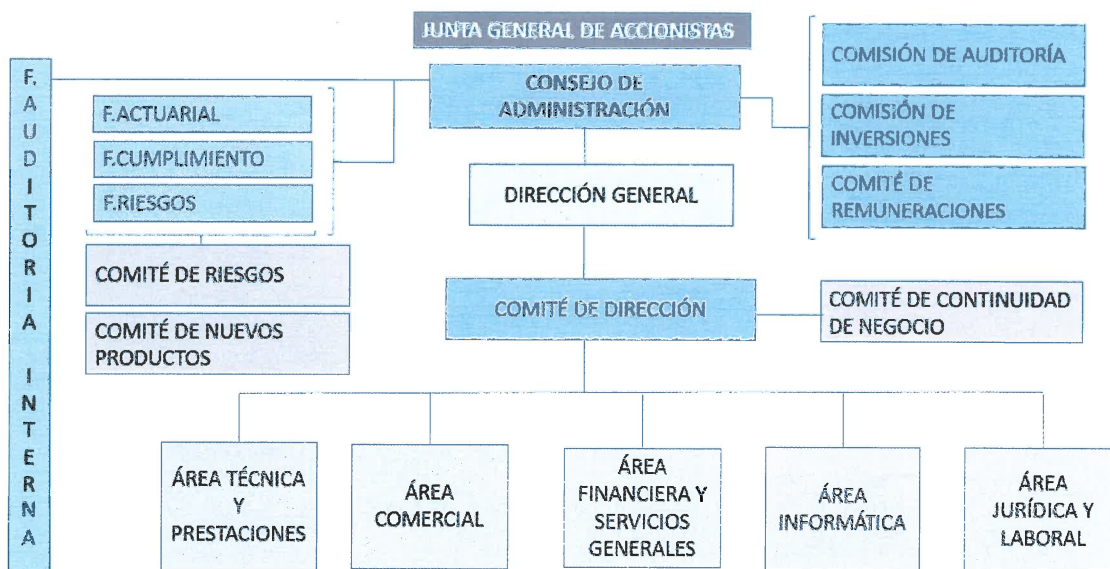 JUNTA GENERAL DE ACCIONISTAS
F. AUDITORIA INTERNA
CONSEJO DE
ADMINISTRACIÓN
COMISIÓN DE AUDITORÍA
COMISIÓN DE
INVERSIONES
COMITÉ DE
REMUNERACIONES
F.ACTUARIAL
F.CUMPLIMIENTO
F.RIESGOS
DIRECCIÓN GENERAL
COMITÉ DE RIESGOS
COMITÉ DE NUEVOS
PRODUCTOS
COMITÉ DE DIRECCIÓN
COMITÉ DE CONTINUIDAD
DE NEGOCIO
ÁREA TÉCNICA
Y
PRESTACIONES
ÁREA
COMERCIAL
ÁREA
FINANCIERA Y
SERVICIOS
GENERALES
ÁREA
INFORMÁTICA
ÁREA
JURÍDICA Y
LABORAL